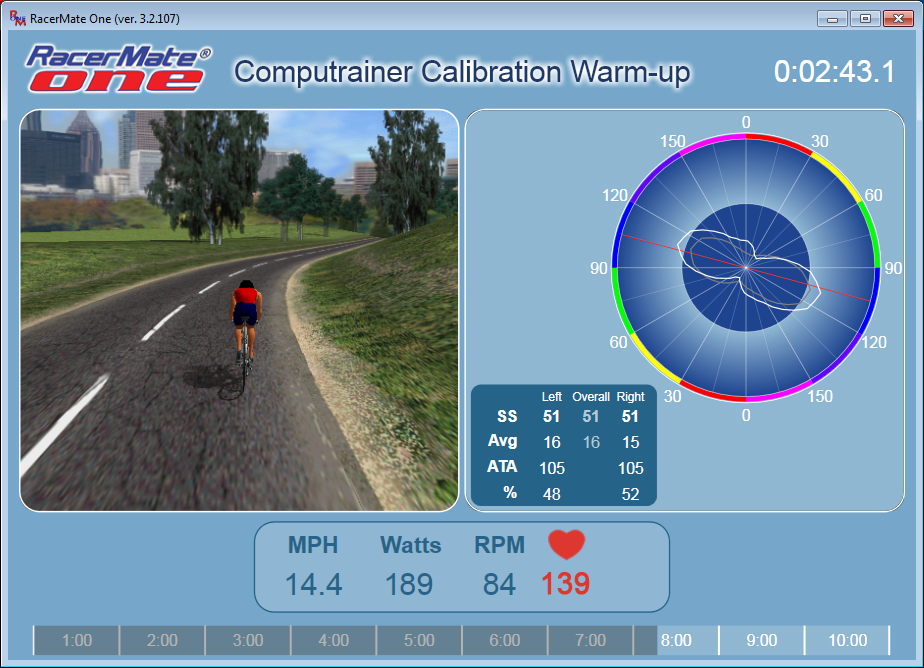 RacerMate One (ver. 3.2.107)
RacerMate®
one
Computrainer Calibration Warm-up
0:02:43.1
0
150 30
120 60
90 90
60 120
30 150
0
Left Overall Right
SS 51 51 51
Avg 16 16 15
ATA 105 105
% 48 52
MPH Watts RPM
14.4 189 84 139
1:00 2:00 3:00 4:00 5:00 6:00 7:00 8:00 9:00 10:00